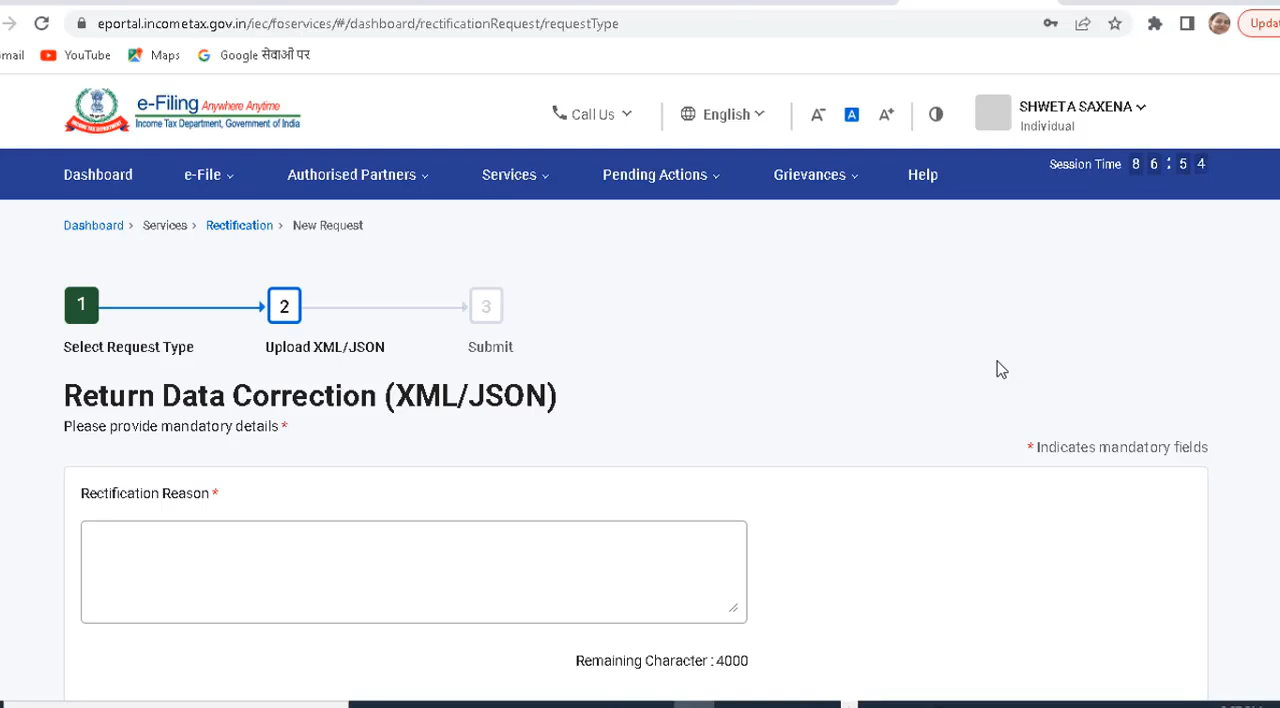 eportal.incometax.gov.in/iec/foservices/#/dashboard/rectificationRequest/requestType
Updat
mail YouTube Maps Google सेवाओं पर
e-Filing Anywhere Anytime
Income Tax Department, Government of India
INCOME TAX DEPARTMENT
Call Us English A- A A+ SHWETA SAXENA
Individual
Dashboard e-File Authorised Partners Services Pending Actions Grievances Help Session Time 8 6 : 5 4
Dashboard > Services > Rectification > New Request
1 2 3
Select Request Type Upload XML/JSON Submit
Return Data Correction (XML/JSON)
Please provide mandatory details *
* Indicates mandatory fields
Rectification Reason *
Remaining Character : 4000